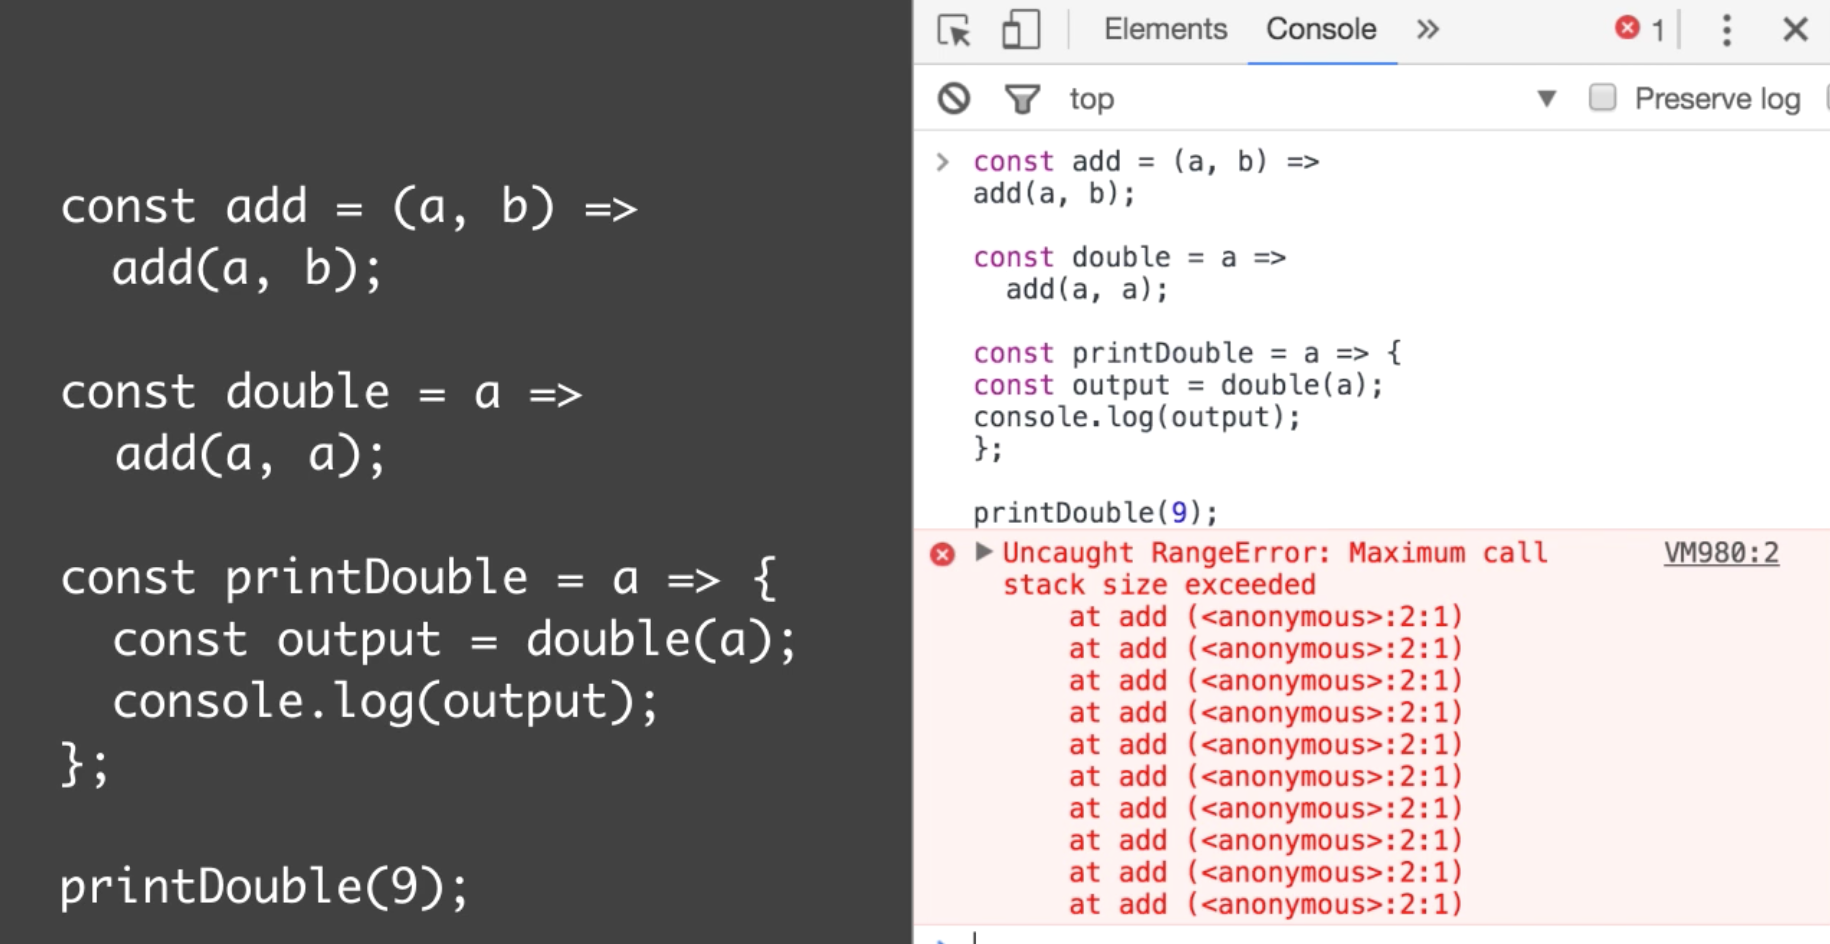 const add = (a, b) =>
  add(a, b);

const double = a =>
  add(a, a);

const printDouble = a => {
  const output = double(a);
  console.log(output);
};

printDouble(9);
Elements Console » 1
top ▼ Preserve log
> const add = (a, b) =>
add(a, b);

const double = a =>
  add(a, a);

const printDouble = a => {
const output = double(a);
console.log(output);
};

printDouble(9);
Uncaught RangeError: Maximum call VM980:2
stack size exceeded
    at add (<anonymous>:2:1)
    at add (<anonymous>:2:1)
    at add (<anonymous>:2:1)
    at add (<anonymous>:2:1)
    at add (<anonymous>:2:1)
    at add (<anonymous>:2:1)
    at add (<anonymous>:2:1)
    at add (<anonymous>:2:1)
    at add (<anonymous>:2:1)
    at add (<anonymous>:2:1)